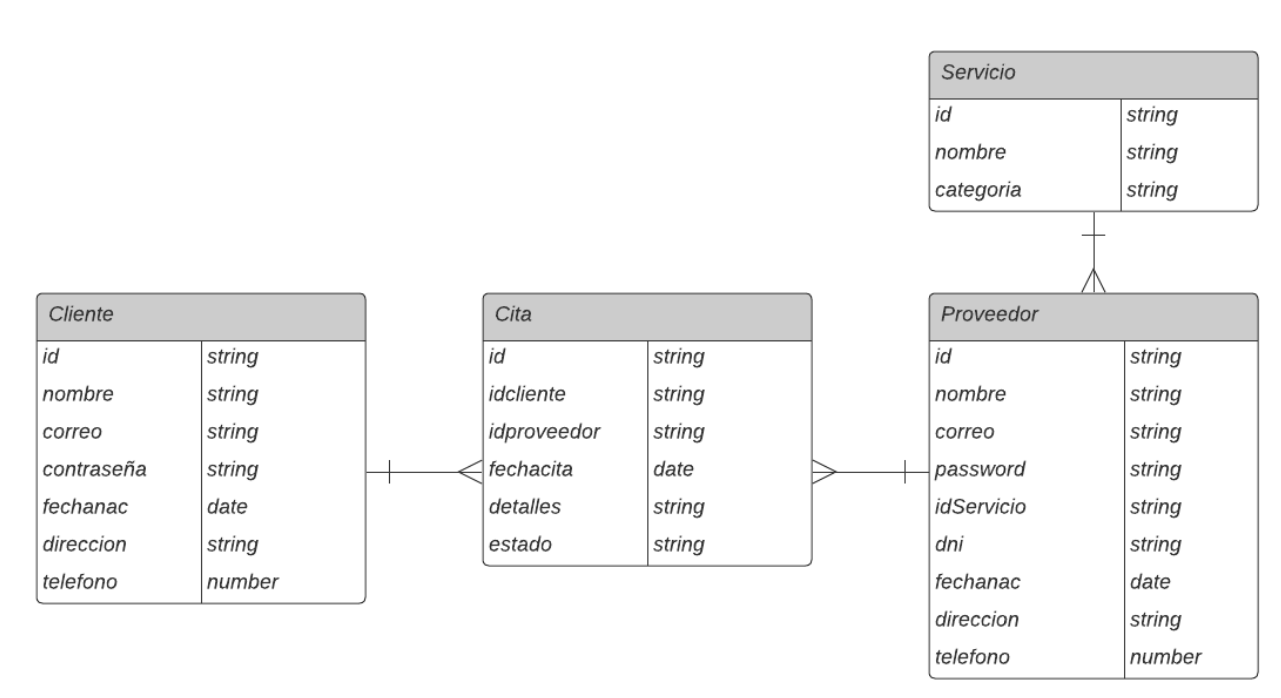 Servicio
id string
nombre string
categoria string
Cliente
id string
nombre string
correo string
contraseña string
fechanac date
direccion string
telefono number
Cita
id string
idcliente string
idproveedor string
fechacita date
detalles string
estado string
Proveedor
id string
nombre string
correo string
password string
idServicio string
dni string
fechanac date
direccion string
telefono number